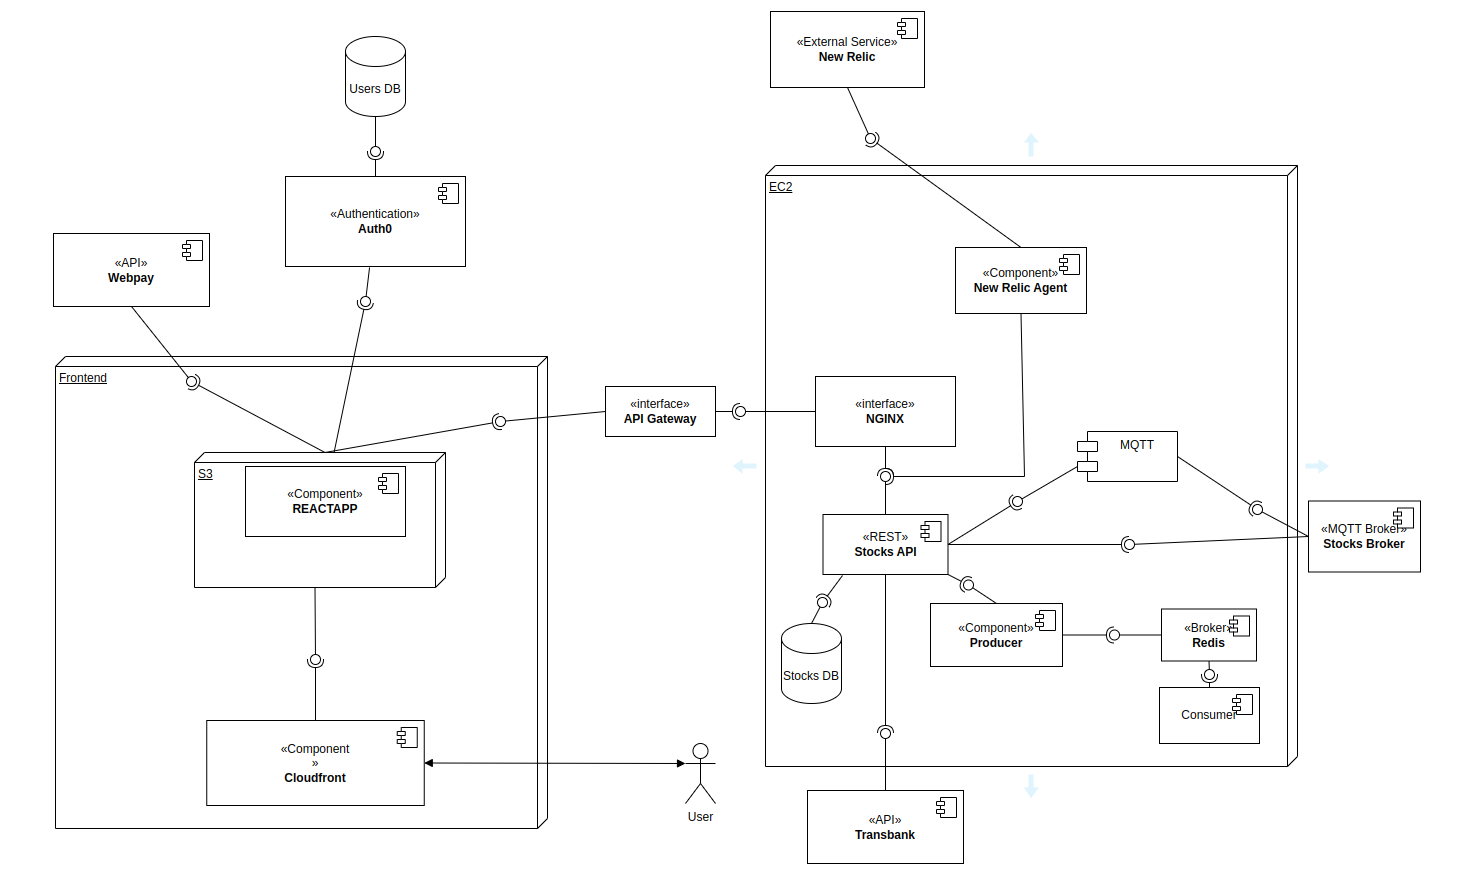 «External Service»
New Relic
Users DB
EC2
«Authentication»
Auth0
«API»
Webpay
«Component»
New Relic Agent
Frontend
«interface»
API Gateway
«interface»
NGINX
MQTT
S3
«Component»
REACTAPP
«REST»
Stocks API
«MQTT Broker»
Stocks Broker
«Component»
Producer
«Broker»
Redis
Stocks DB
Consumer
«Component
»
Cloudfront
User
«API»
Transbank